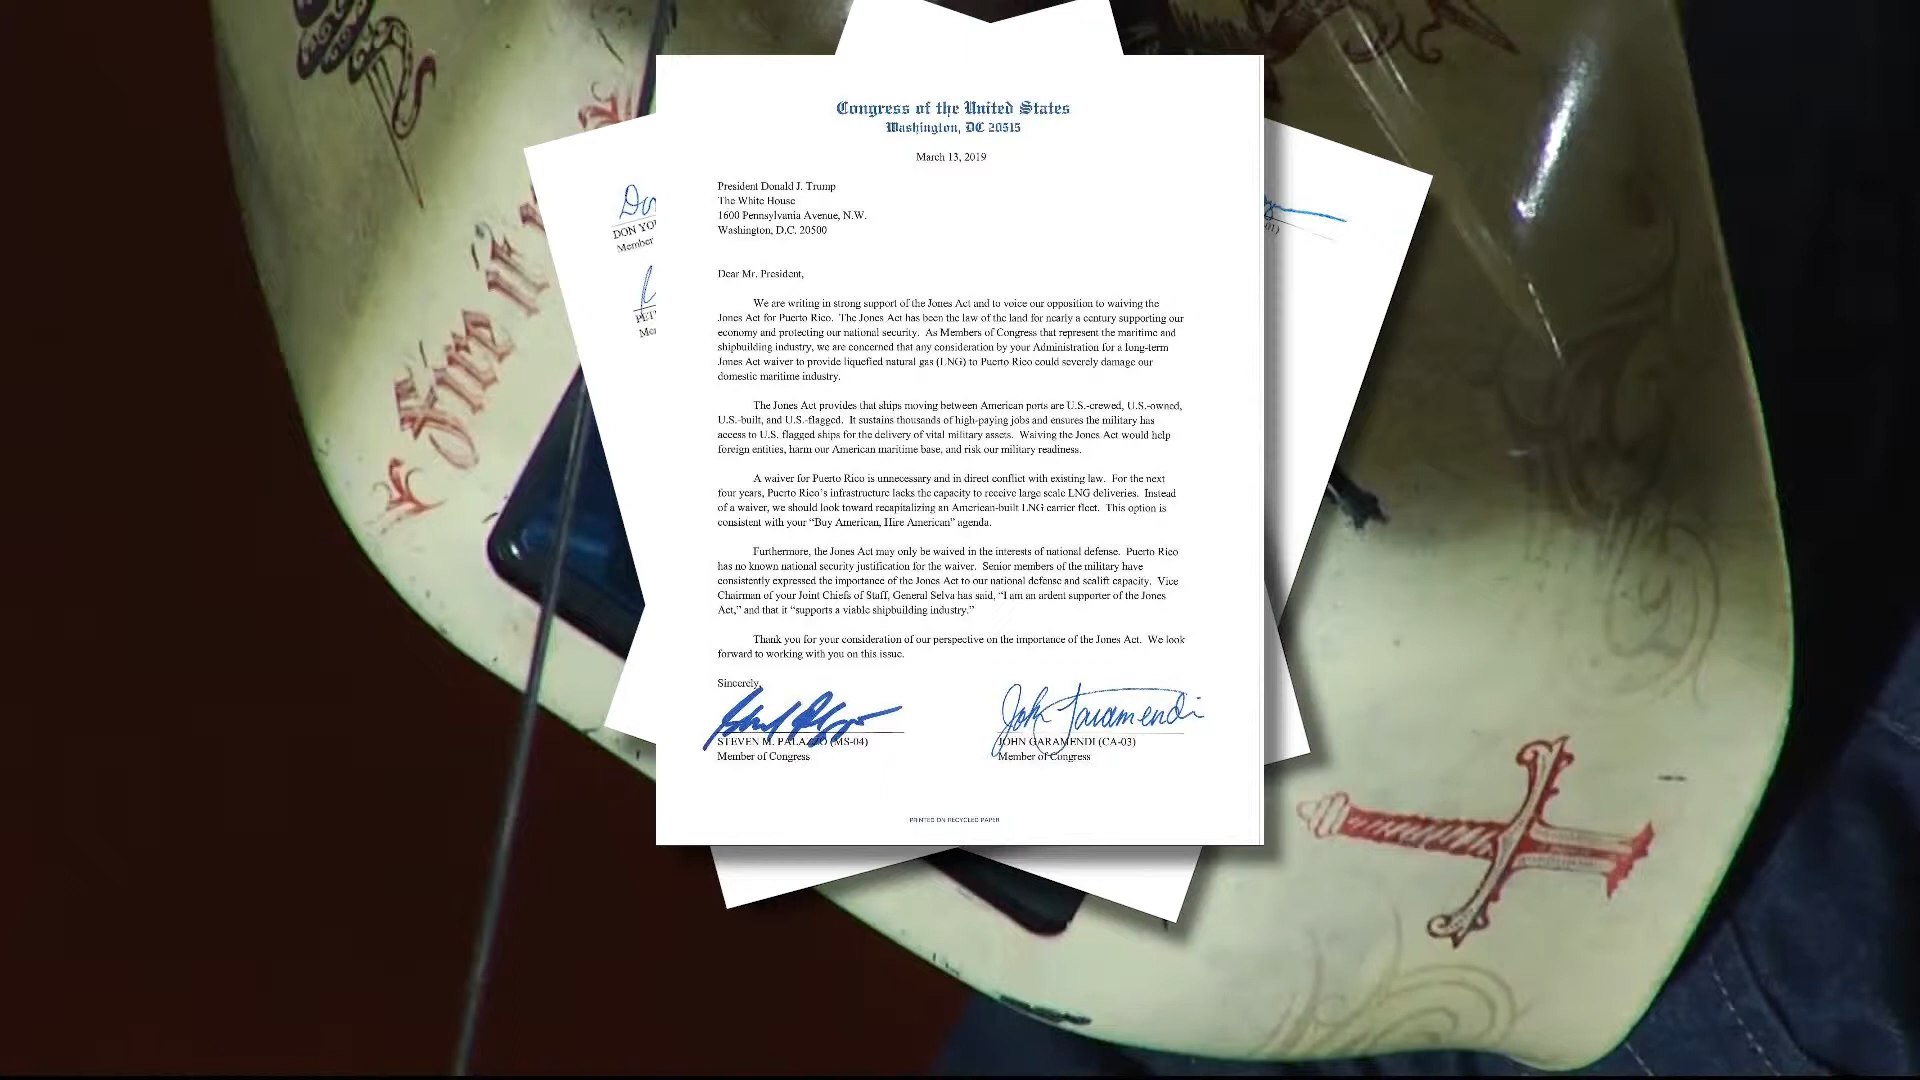 Congress of the United States
Washington, DC 20515
March 13, 2019
President Donald J. Trump
The White House
1600 Pennsylvania Avenue, N.W.
Washington, D.C. 20500
Dear Mr. President,
We are writing in strong support of the Jones Act and to voice our opposition to waiving the
Jones Act for Puerto Rico. The Jones Act has been the law of the land for nearly a century supporting our
economy and protecting our national security. As Members of Congress that represent the maritime and
shipbuilding industry, we are concerned that any consideration by your Administration for a long-term
Jones Act waiver to provide liquefied natural gas (LNG) to Puerto Rico could severely damage our
domestic maritime industry.
The Jones Act provides that ships moving between American ports are U.S.-crewed, U.S.-owned,
U.S.-built, and U.S.-flagged. It sustains thousands of high-paying jobs and ensures the military has
access to U.S. flagged ships for the delivery of vital military assets. Waiving the Jones Act would help
foreign entities, harm our American maritime base, and risk our military readiness.
A waiver for Puerto Rico is unnecessary and in direct conflict with existing law. For the next
four years, Puerto Rico's infrastructure lacks the capacity to receive large scale LNG deliveries. Instead
of a waiver, we should look toward recapitalizing an American-built LNG carrier fleet. This option is
consistent with your “Buy American, Hire American” agenda.
Furthermore, the Jones Act may only be waived in the interests of national defense. Puerto Rico
has no known national security justification for the waiver. Senior members of the military have
consistently expressed the importance of the Jones Act to our national defense and sealift capacity. Vice
Chairman of your Joint Chiefs of Staff, General Selva has said, “I am an ardent supporter of the Jones
Act,” and that it “supports a viable shipbuilding industry.”
Thank you for your consideration of our perspective on the importance of the Jones Act. We look
forward to working with you on this issue.
Sincerely,
John Garamendi
STEVEN M. PALAZZO (MS-04)
Member of Congress
JOHN GARAMENDI (CA-03)
Member of Congress
PRINTED ON RECYCLED PAPER
DON YO
Member
PET
Fire it